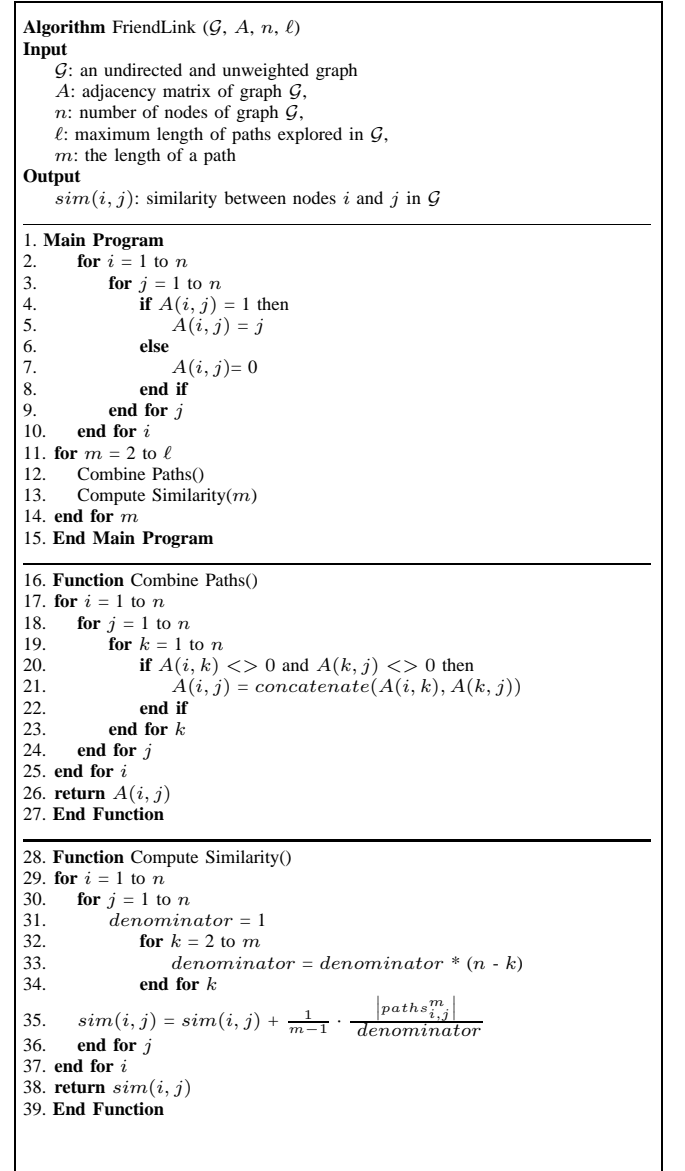 Algorithm FriendLink (𝒢, A, n, ℓ)
Input
𝒢: an undirected and unweighted graph
A: adjacency matrix of graph 𝒢,
n: number of nodes of graph 𝒢,
ℓ: maximum length of paths explored in 𝒢,
m: the length of a path
Output
sim(i, j): similarity between nodes i and j in 𝒢
1. Main Program
2. for i = 1 to n
3. for j = 1 to n
4. if A(i, j) = 1 then
5. A(i, j) = j
6. else
7. A(i, j)= 0
8. end if
9. end for j
10. end for i
11. for m = 2 to ℓ
12. Combine Paths()
13. Compute Similarity(m)
14. end for m
15. End Main Program
16. Function Combine Paths()
17. for i = 1 to n
18. for j = 1 to n
19. for k = 1 to n
20. if A(i, k) <> 0 and A(k, j) <> 0 then
21. A(i, j) = concatenate(A(i, k), A(k, j))
22. end if
23. end for k
24. end for j
25. end for i
26. return A(i, j)
27. End Function
28. Function Compute Similarity()
29. for i = 1 to n
30. for j = 1 to n
31. denominator = 1
32. for k = 2 to m
33. denominator = denominator * (n - k)
34. end for k
35. sim(i, j) = sim(i, j) + \frac{1}{m-1} · \frac{|paths_{i,j}^{m}|}{denominator}
36. end for j
37. end for i
38. return sim(i, j)
39. End Function